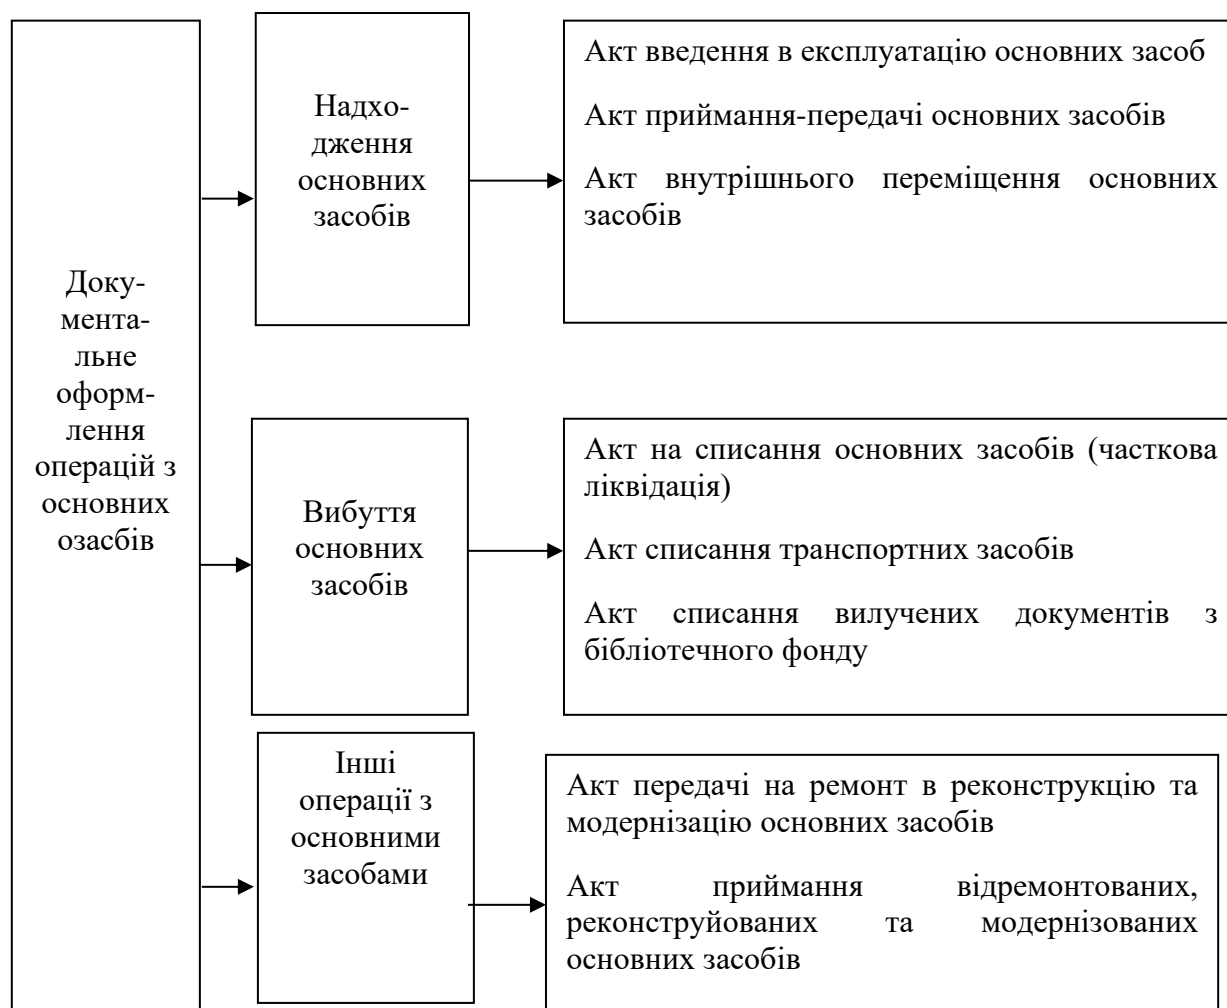 Доку-
мента-
льне
оформ-
лення
операцій з
основних
озасбів
Надхо-
дження
основних
засобів
Акт введення в експлуатацію основних засоб
Акт приймання-передачі основних засобів
Акт внутрішнього переміщення основних
засобів
Вибуття
основних
засобів
Акт на списання основних засобів (часткова
ліквідація)
Акт списання транспортних засобів
Акт списання вилучених документів з
бібліотечного фонду
Інші
операції з
основними
засобами
Акт передачі на ремонт в реконструкцію та
модернізацію основних засобів
Акт приймання відремонтованих,
реконструйованих та модернізованих
основних засобів